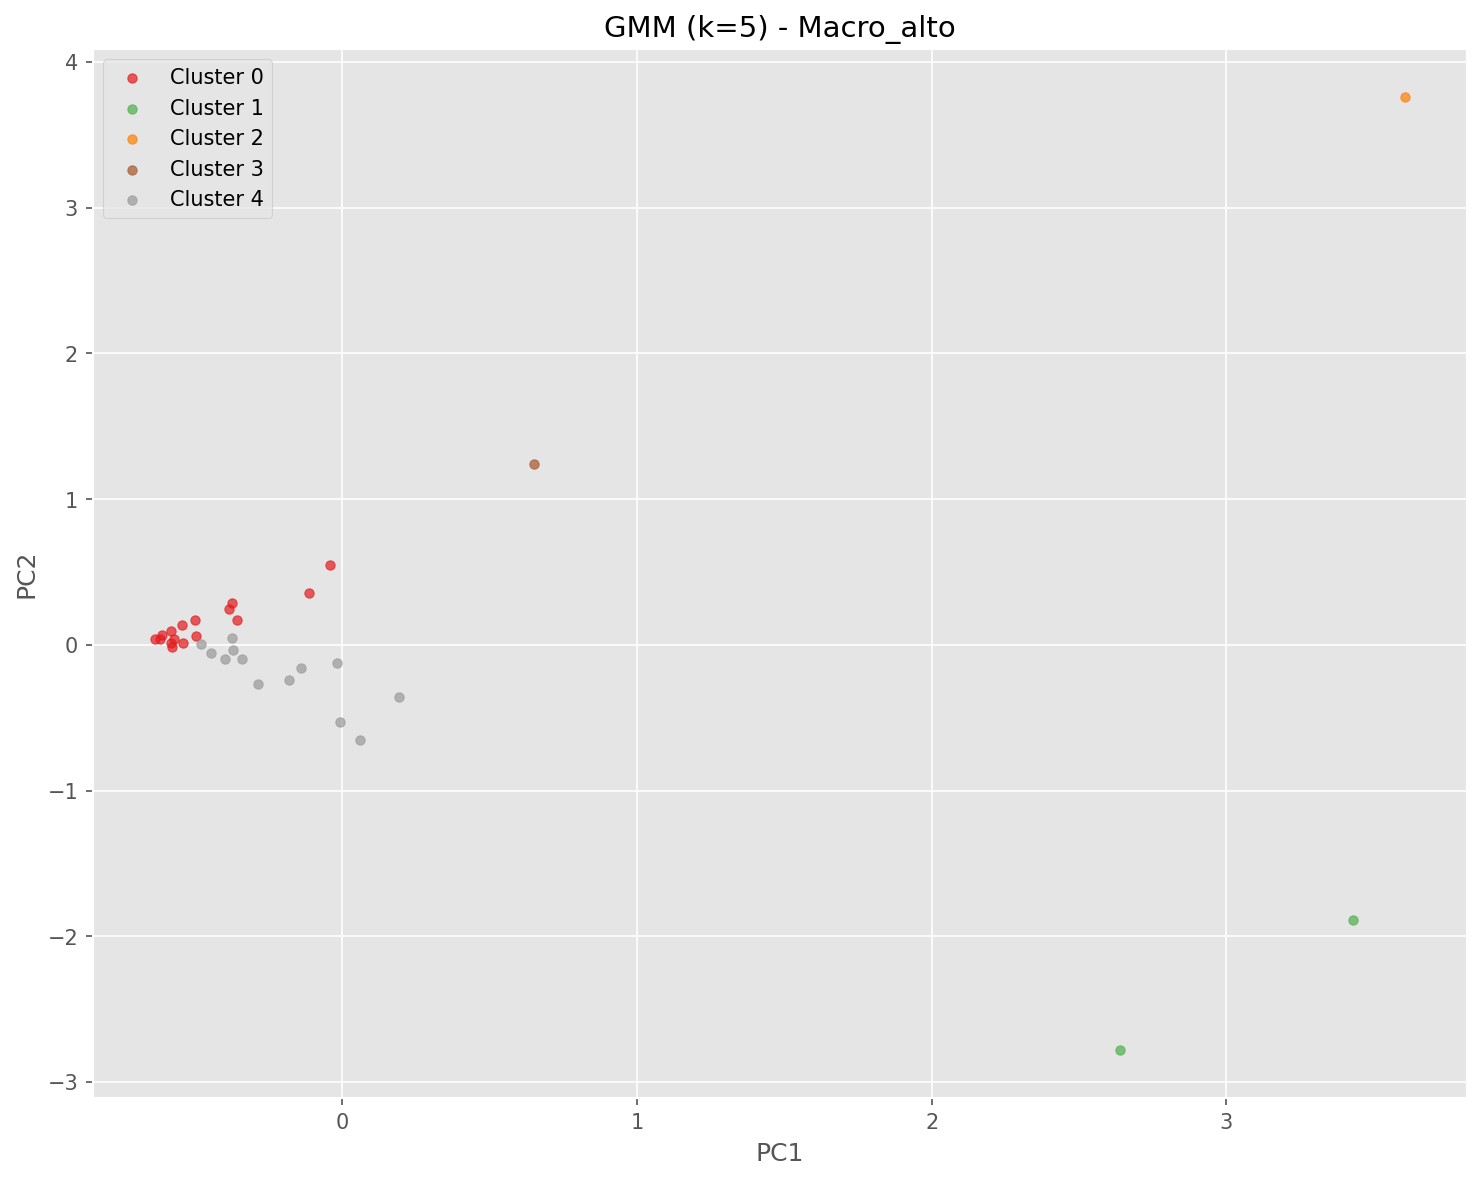 GMM (k=5) - Macro_alto
Cluster 0
Cluster 1
Cluster 2
Cluster 3
Cluster 4
4
3
2
1
0
−1
−2
−3
PC2
0 1 2 3
PC1